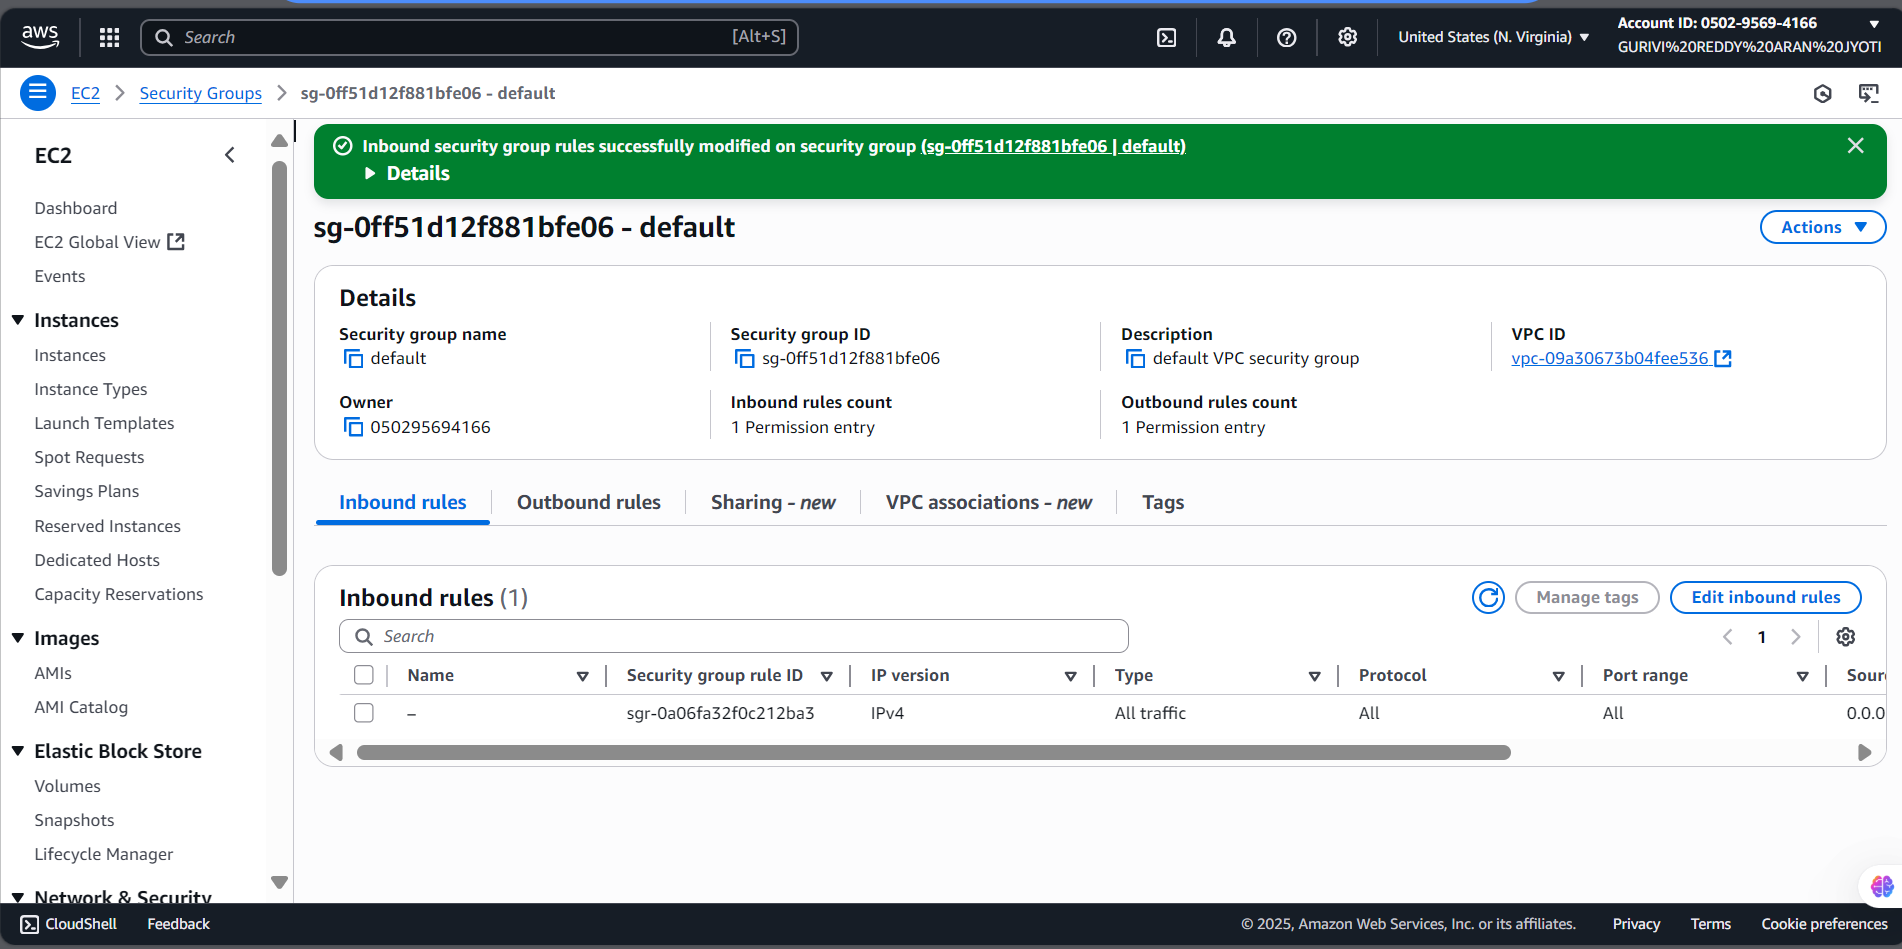 aws
Search [Alt+S]
United States (N. Virginia)
Account ID: 0502-9569-4166
GURIVI%20REDDY%20ARAN%20JYOTI
EC2 > Security Groups > sg-0ff51d12f881bfe06 - default
EC2
Dashboard
EC2 Global View
Events
Instances
Instances
Instance Types
Launch Templates
Spot Requests
Savings Plans
Reserved Instances
Dedicated Hosts
Capacity Reservations
Images
AMIs
AMI Catalog
Elastic Block Store
Volumes
Snapshots
Lifecycle Manager
Network & Security
Inbound security group rules successfully modified on security group (sg-0ff51d12f881bfe06 | default)
Details
sg-0ff51d12f881bfe06 - default
Actions
Details
Security group name
default
Security group ID
sg-0ff51d12f881bfe06
Description
default VPC security group
VPC ID
vpc-09a30673b04fee536
Owner
050295694166
Inbound rules count
1 Permission entry
Outbound rules count
1 Permission entry
Inbound rules Outbound rules Sharing - new VPC associations - new Tags
Inbound rules (1)
Manage tags Edit inbound rules
Search
1
Name Security group rule ID IP version Type Protocol Port range
– sgr-0a06fa32f0c212ba3 IPv4 All traffic All All 0.0.0
CloudShell Feedback
© 2025, Amazon Web Services, Inc. or its affiliates. Privacy Terms Cookie preferences